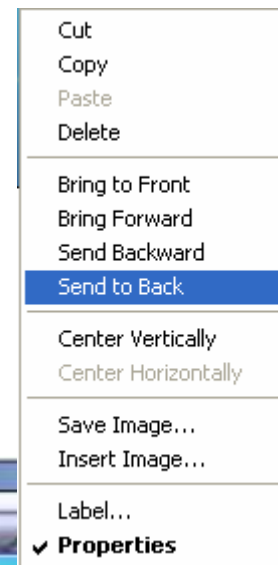 Cut
Copy
Paste
Delete
Bring to Front
Bring Forward
Send Backward
Send to Back
Center Vertically
Center Horizontally
Save Image...
Insert Image...
Label...
Properties